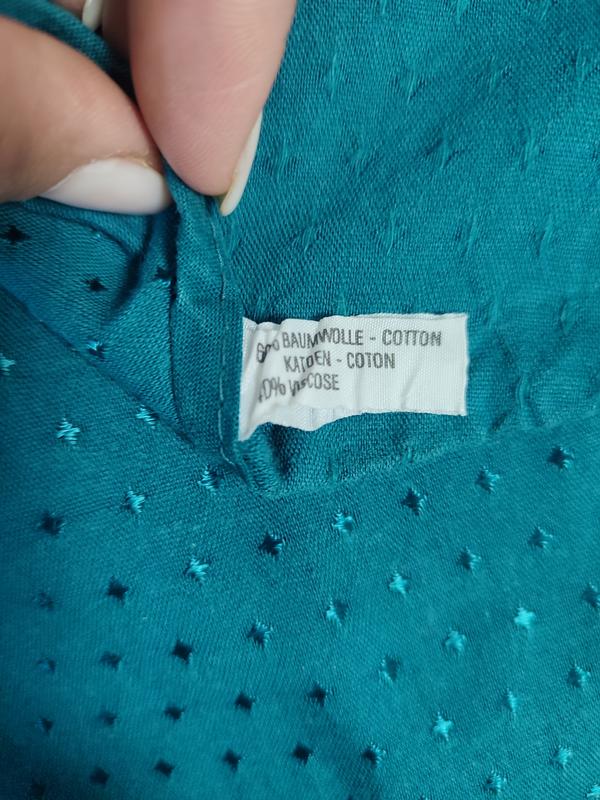 60% BAUMWOLLE - COTTON
KATOEN - COTON
40% VISCOSE